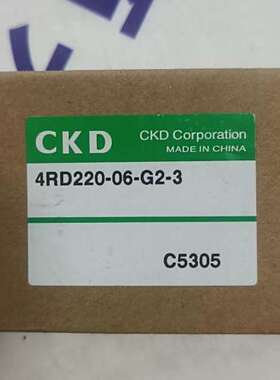 CKD
CKD Corporation
MADE IN CHINA
4RD220-06-G2-3
C5305